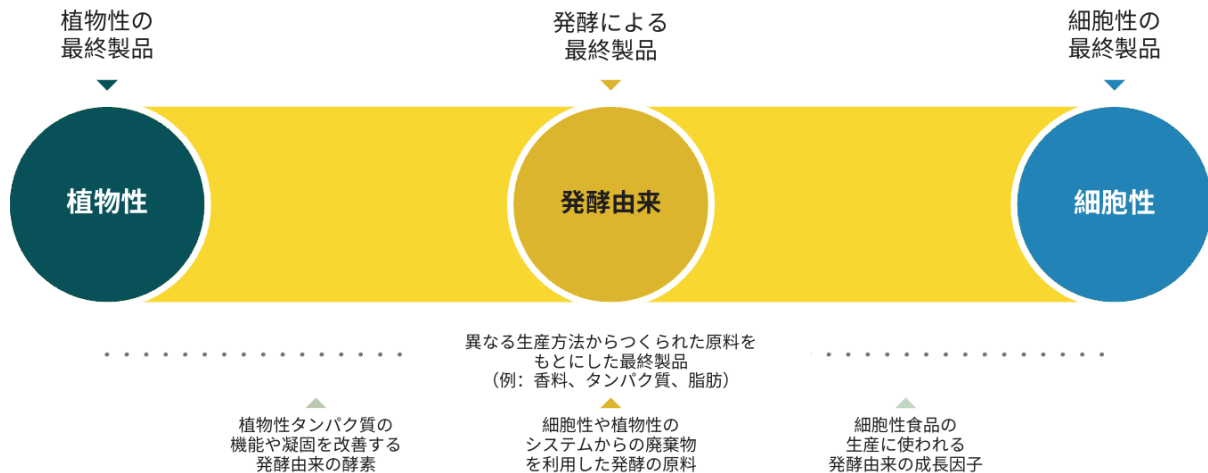 植物性の
最終製品
発酵による
最終製品
細胞性の
最終製品
植物性
発酵由来
細胞性
異なる生産方法からつくられた原料を
もとにした最終製品
（例：香料、タンパク質、脂肪）
植物性タンパク質の
機能や凝固を改善する
発酵由来の酵素
細胞性や植物性の
システムからの廃棄物
を利用した発酵の原料
細胞性食品の
生産に使われる
発酵由来の成長因子